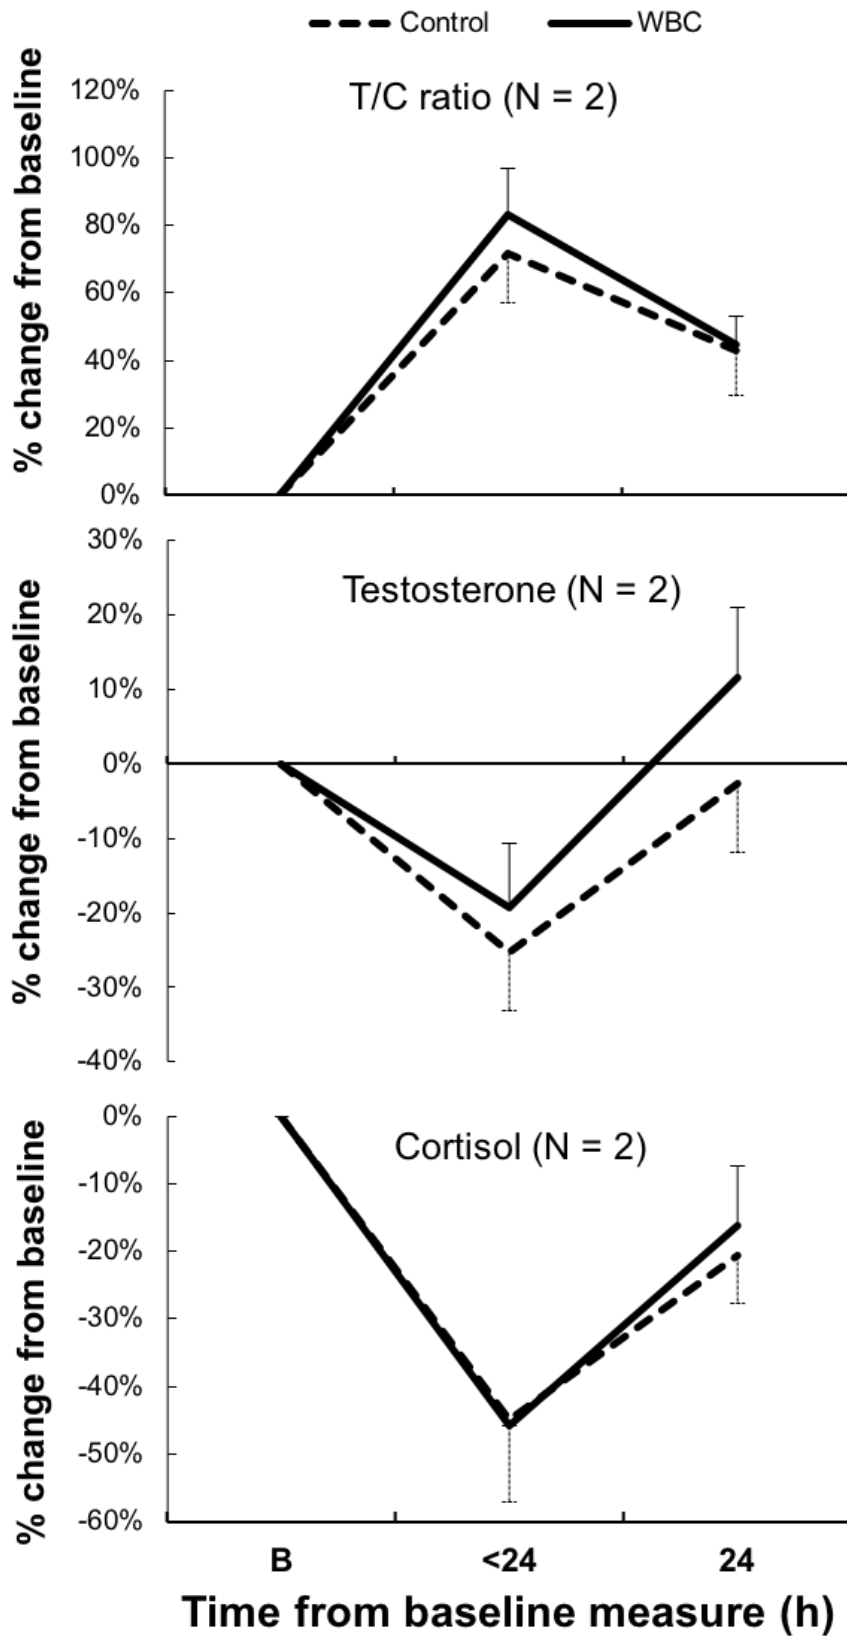 Control WBC
T/C ratio (N = 2)
% change from baseline
120%
100%
80%
60%
40%
20%
0%
Testosterone (N = 2)
% change from baseline
30%
20%
10%
0%
-10%
-20%
-30%
-40%
Cortisol (N = 2)
% change from baseline
0%
-10%
-20%
-30%
-40%
-50%
-60%
B <24 24
Time from baseline measure (h)